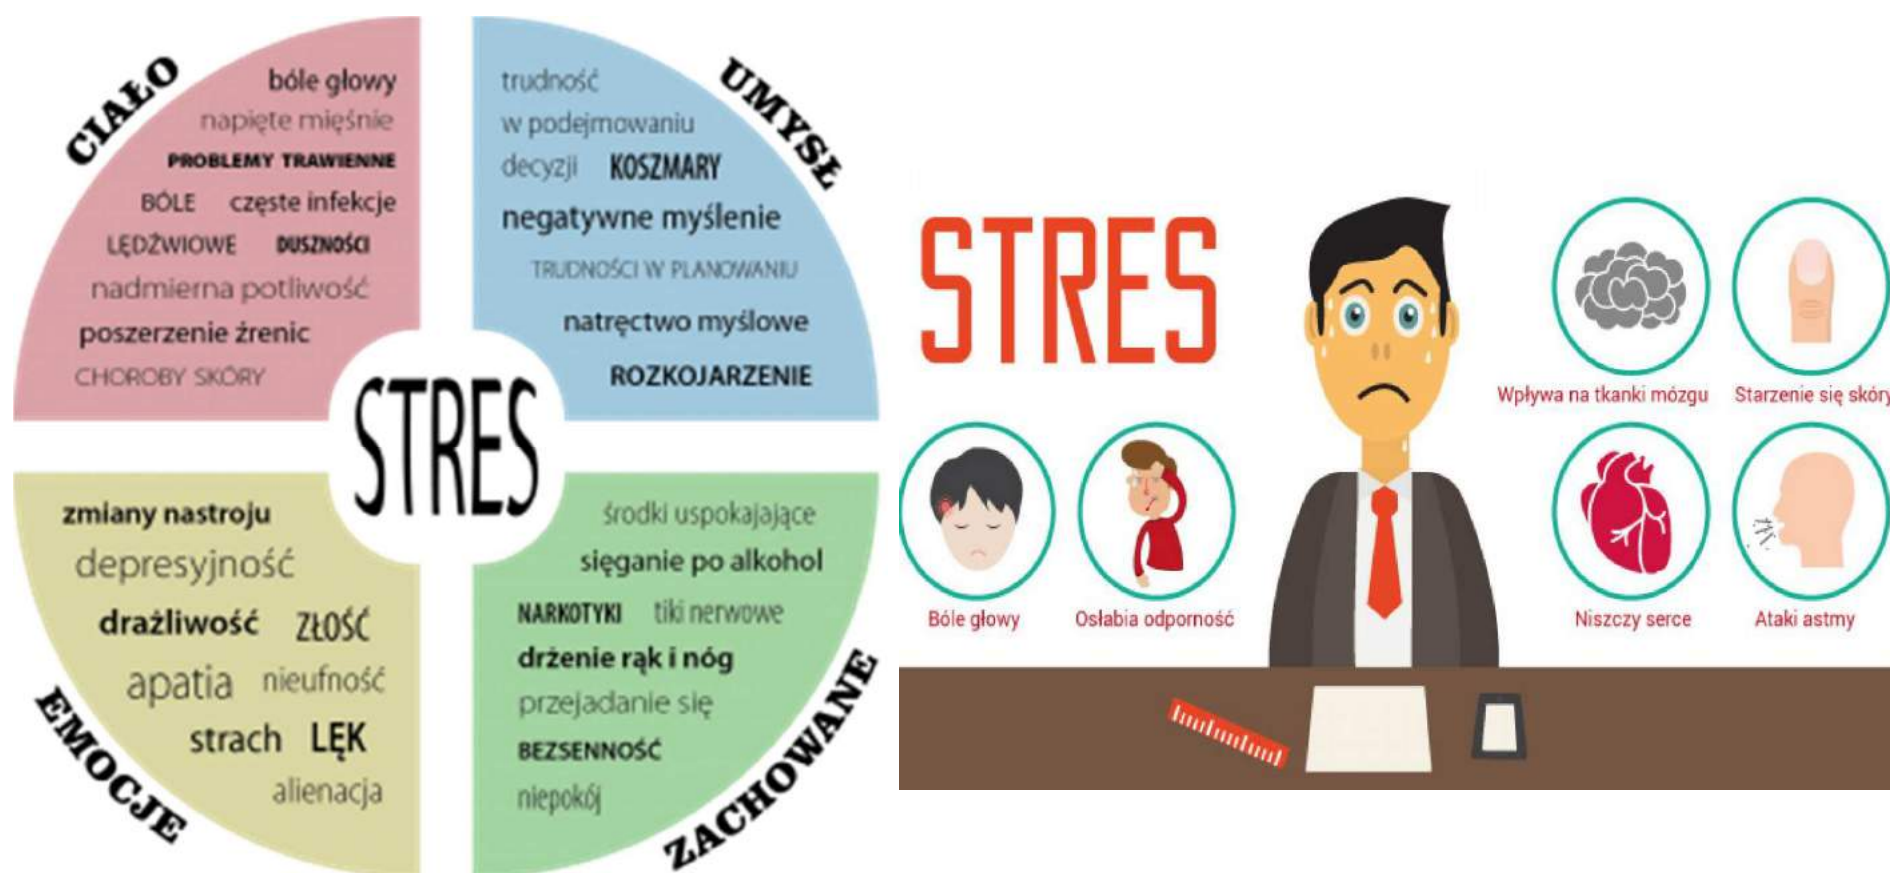 CIAŁO
bóle głowy
napięte mięśnie
PROBLEMY TRAWIENNE
BÓLE częste infekcje
LĘDŹWIOWE DUSZNOŚCI
nadmierna potliwość
poszerzenie źrenic
CHOROBY SKÓRY
UMYSŁ
trudność
w podejmowaniu
decyzji KOSZMARY
negatywne myślenie
TRUDNOŚCI W PLANOWANIU
natręctwo myślowe
ROZKOJARZENIE
STRES
zmiany nastroju
depresyjność
drażliwość ZŁOŚĆ
apatia nieufność
strach LĘK
alienacja
EMOCJE
środki uspokajające
sięganie po alkohol
NARKOTYKI tiki nerwowe
drżenie rąk i nóg
przejadanie się
BEZSENNOŚĆ
niepokój
ZACHOWANE
STRES
Bóle głowy
Osłabia odporność
Wpływa na tkanki mózgu
Starzenie się skóry
Niszczy serce
Ataki astmy